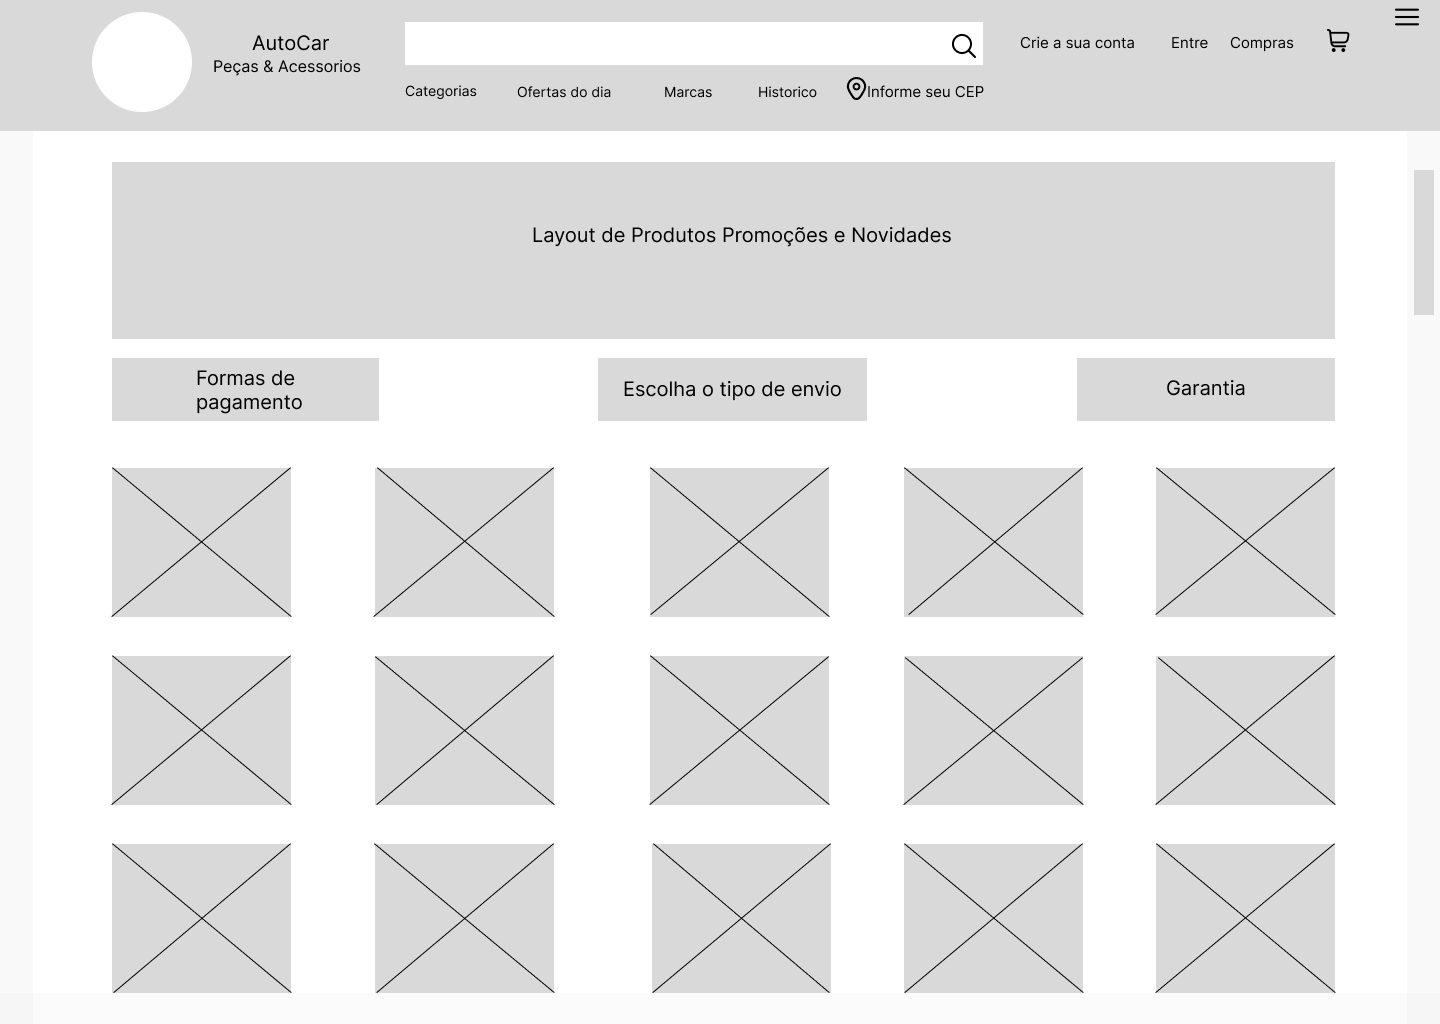 AutoCar
Peças & Acessorios
Crie a sua conta
Entre
Compras
Categorias
Ofertas do dia
Marcas
Historico
Informe seu CEP
Layout de Produtos Promoções e Novidades
Formas de
pagamento
Escolha o tipo de envio
Garantia